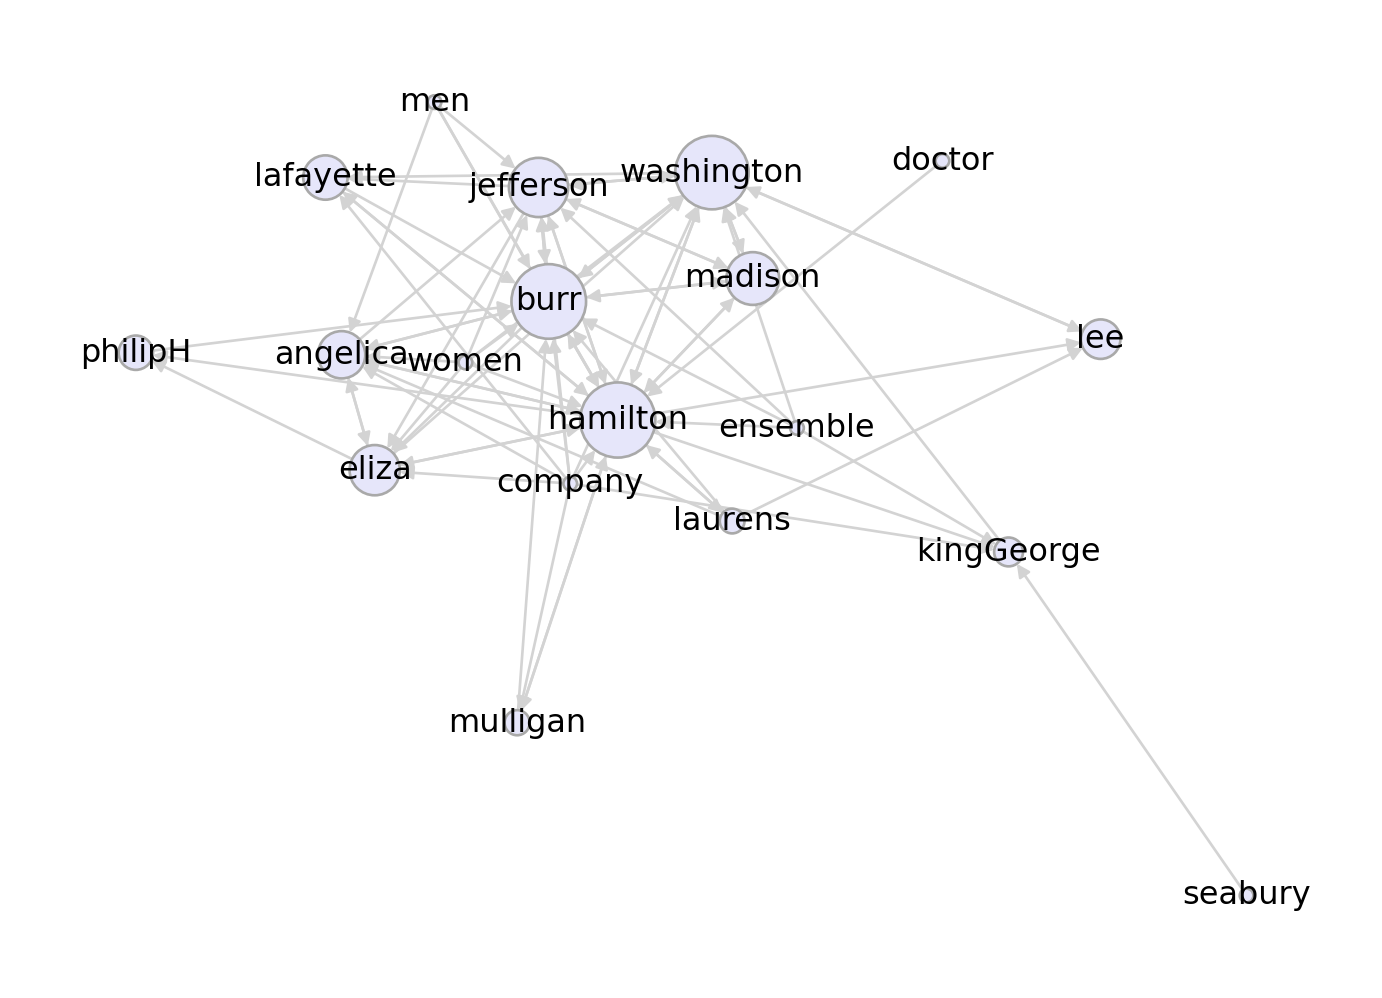 men
doctor
lafayette
jefferson
washington
madison
burr
lee
philipH
angelica
women
hamilton
ensemble
eliza
company
laurens
kingGeorge
mulligan
seabury